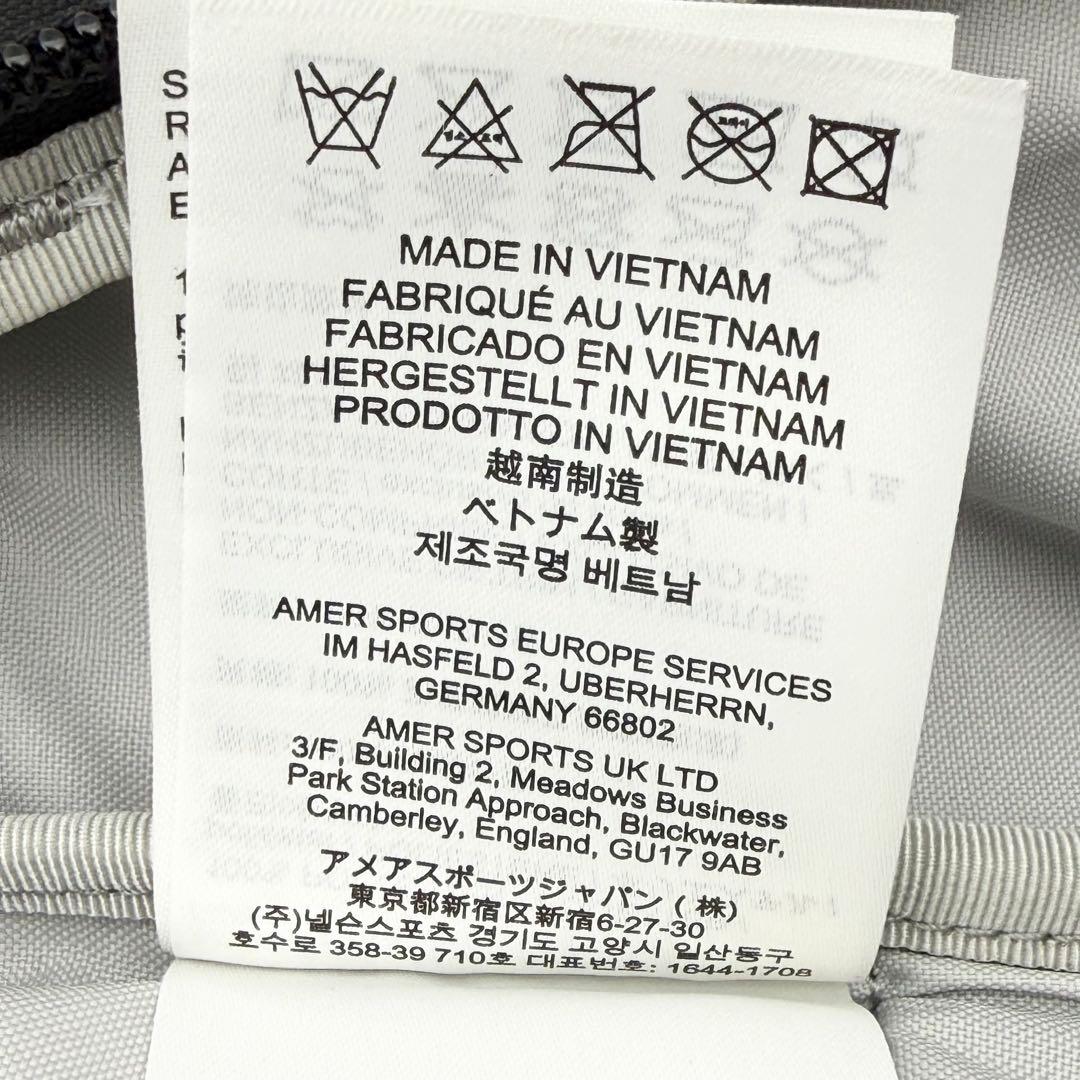 MADE IN VIETNAM
FABRIQUÉ AU VIETNAM
FABRICADO EN VIETNAM
HERGESTELLT IN VIETNAM
PRODOTTO IN VIETNAM
越南制造
ベトナム製
제조국명 베트남
AMER SPORTS EUROPE SERVICES
IM HASFELD 2, UBERHERRN,
GERMANY 66802
AMER SPORTS UK LTD
3/F, Building 2, Meadows Business
Park Station Approach, Blackwater,
Camberley, England, GU17 9AB
アメアスポーツジャパン (株)
東京都新宿区新宿6-27-30
(주)넬슨스포츠 경기도 고양시 일산동구
호수로 358-39 710호 대표번호: 1644-1708